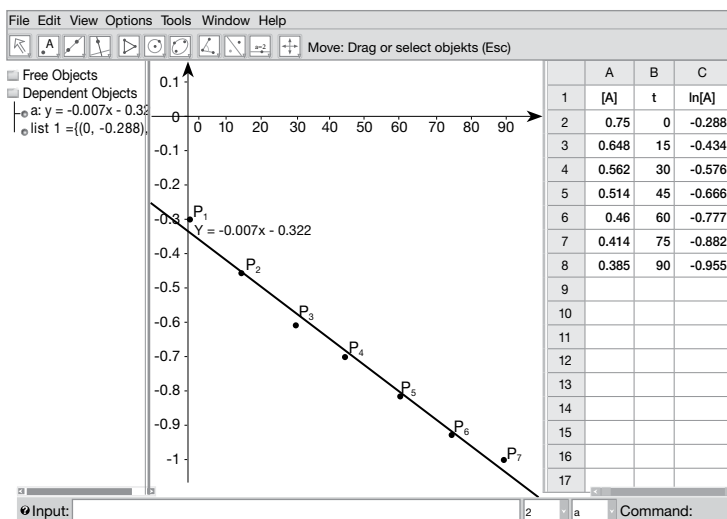 File Edit View Options Tools Window Help
A a=2 Move: Drag or select objekts (Esc)
Free Objects
Dependent Objects
a: y = -0.007x - 0.32
list 1 ={(0, -0.288),
0.1
0
0 10 20 30 40 50 60 70 80 90
-0.1
-0.2
-0.3
-0.4
-0.5
-0.6
-0.7
-0.8
-0.9
-1
P1
Y = -0.007x - 0.322
P2
P3
P4
P5
P6
P7
A B C
1 [A] t ln[A]
2 0.75 0 -0.288
3 0.648 15 -0.434
4 0.562 30 -0.576
5 0.514 45 -0.666
6 0.46 60 -0.777
7 0.414 75 -0.882
8 0.385 90 -0.955
9
10
11
12
13
14
15
16
17
Input: 2 a Command: